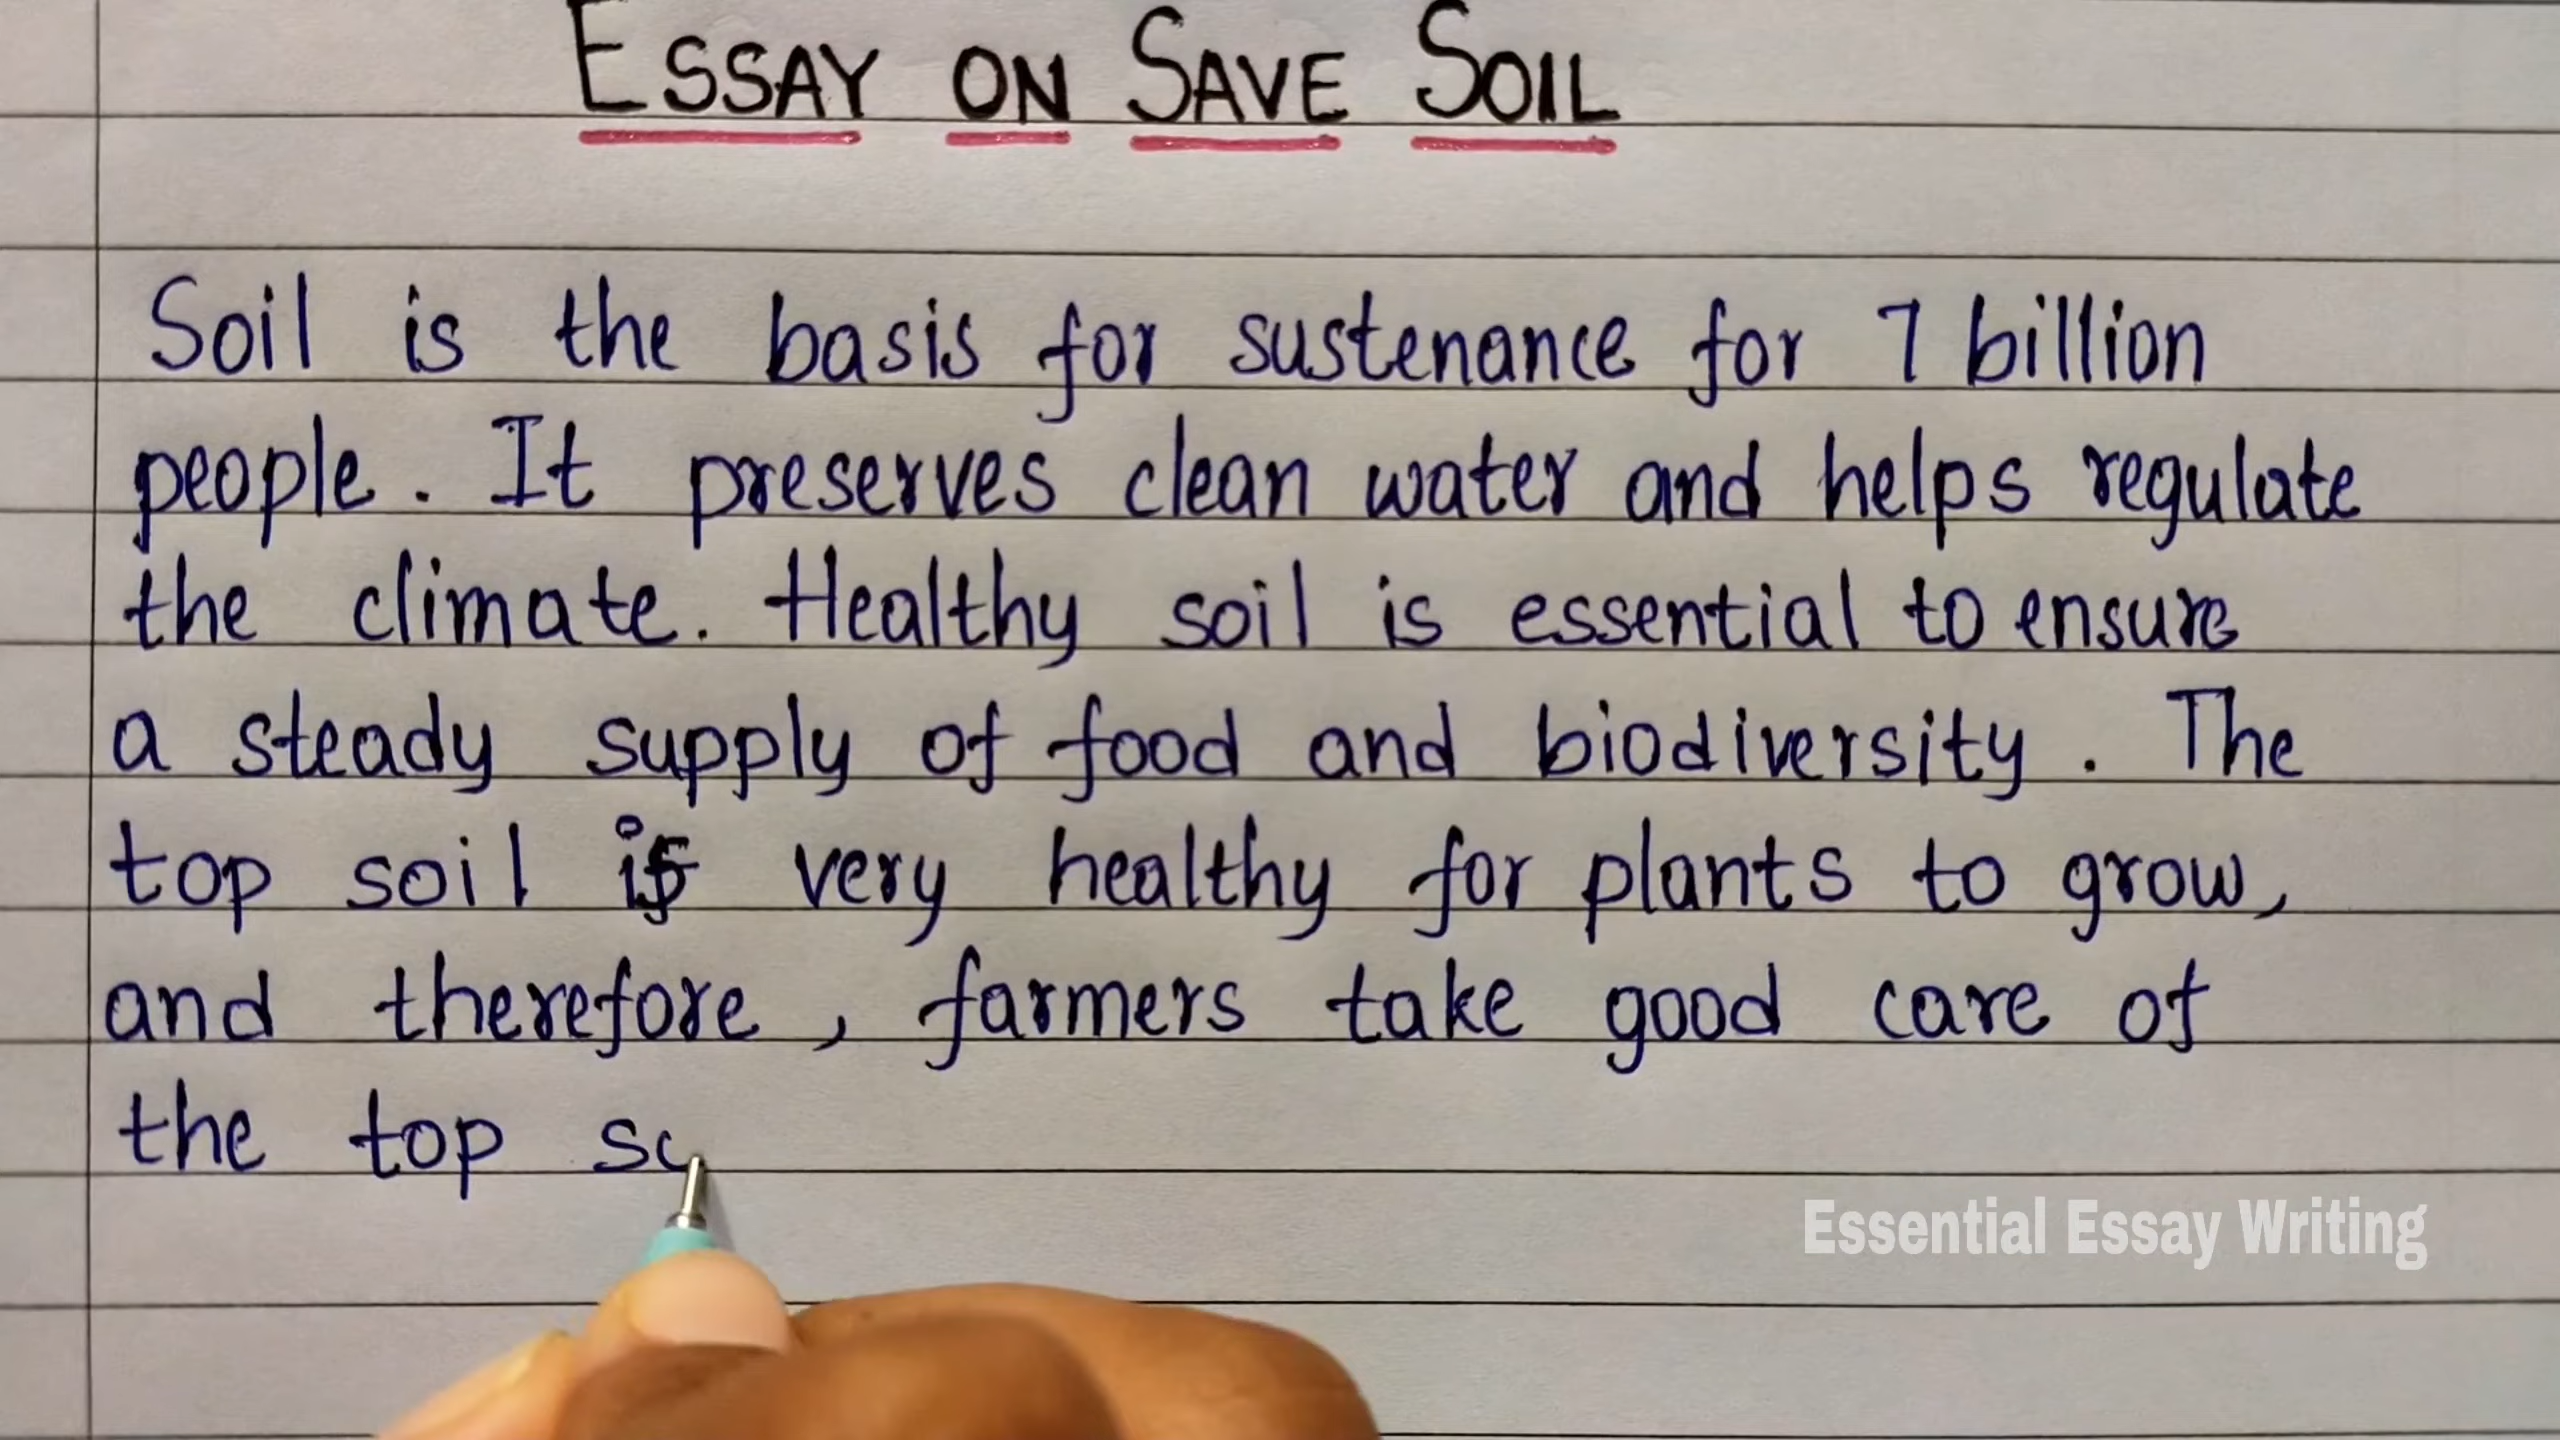 ESSAY ON SAVE SOIL
Soil is the basis for sustenance for 7 billion
people. It preserves clean water and helps regulate
the climate. Healthy soil is essential to ensure
a steady supply of food and biodiversity. The
top soil is very healthy for plants to grow,
and therefore, farmers take good care of
the top so
Essential Essay Writing